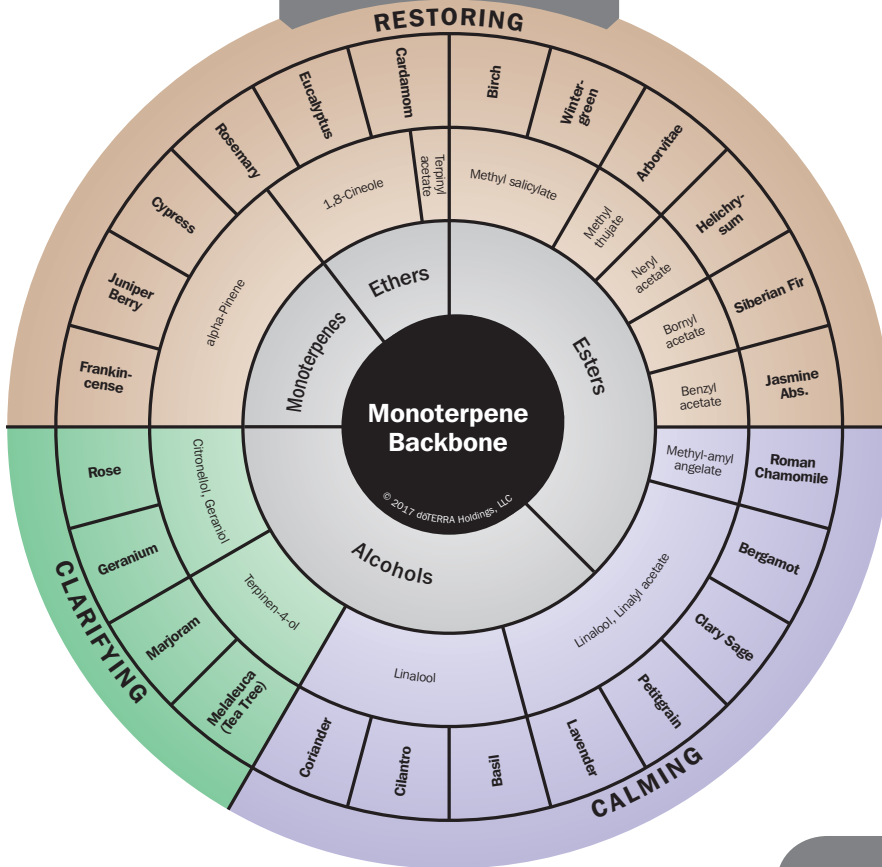 RESTORING
Cardamom
Eucalyptus
Rosemary
Cypress
Juniper
Berry
Frankin-
cense
Birch
Winter-
green
Arborvitae
Helichry-
sum
Siberian Fir
Jasmine
Abs.
alpha-Pinene
1,8-Cineole
Terpinyl
acetate
Methyl salicylate
Methyl
thujate
Neryl
acetate
Bornyl
acetate
Benzyl
acetate
Monoterpenes
Ethers
Esters
Monoterpene
Backbone
© 2017 dōTERRA Holdings, LLC
Alcohols
Citronellol, Geraniol
Terpinen-4-ol
Linalool
Linalool, Linalyl acetate
Methyl-amyl
angelate
Rose
Geranium
Marjoram
Melaleuca
(Tea Tree)
CLARIFYING
Coriander
Cilantro
Basil
Lavender
Petitgrain
Clary Sage
Bergamot
Roman
Chamomile
CALMING